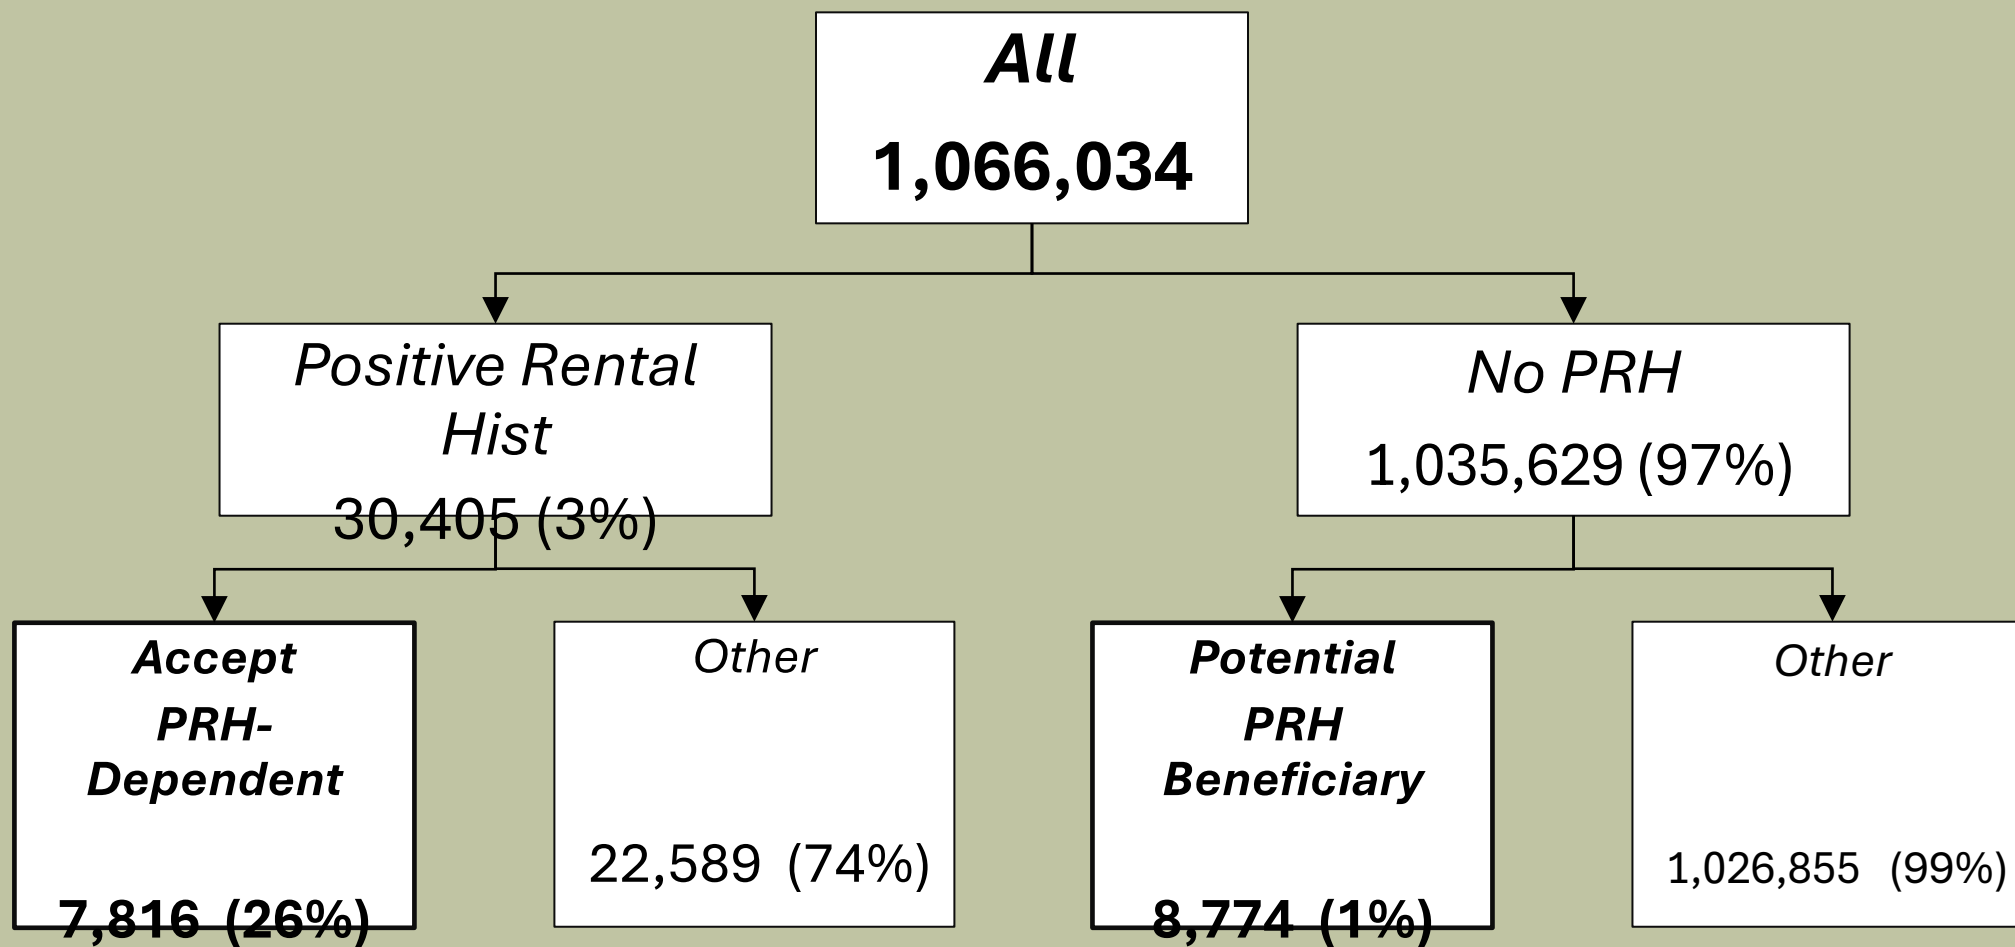 All
1,066,034
Positive Rental
Hist
30,405 (3%)
No PRH
1,035,629 (97%)
Accept
PRH-
Dependent
7,816 (26%)
Other
22,589 (74%)
Potential
PRH
Beneficiary
8,774 (1%)
Other
1,026,855 (99%)